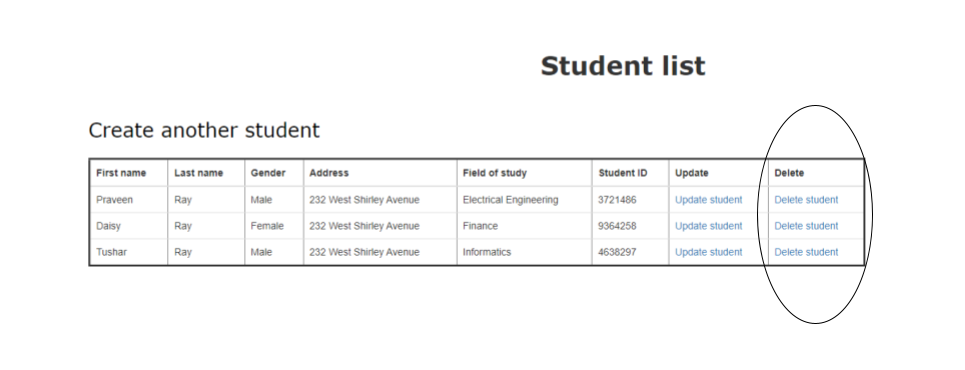 Student list
Create another student
First name Last name Gender Address Field of study Student ID Update Delete
Praveen Ray Male 232 West Shirley Avenue Electrical Engineering 3721486 Update student Delete student
Daisy Ray Female 232 West Shirley Avenue Finance 9364258 Update student Delete student
Tushar Ray Male 232 West Shirley Avenue Informatics 4638297 Update student Delete student